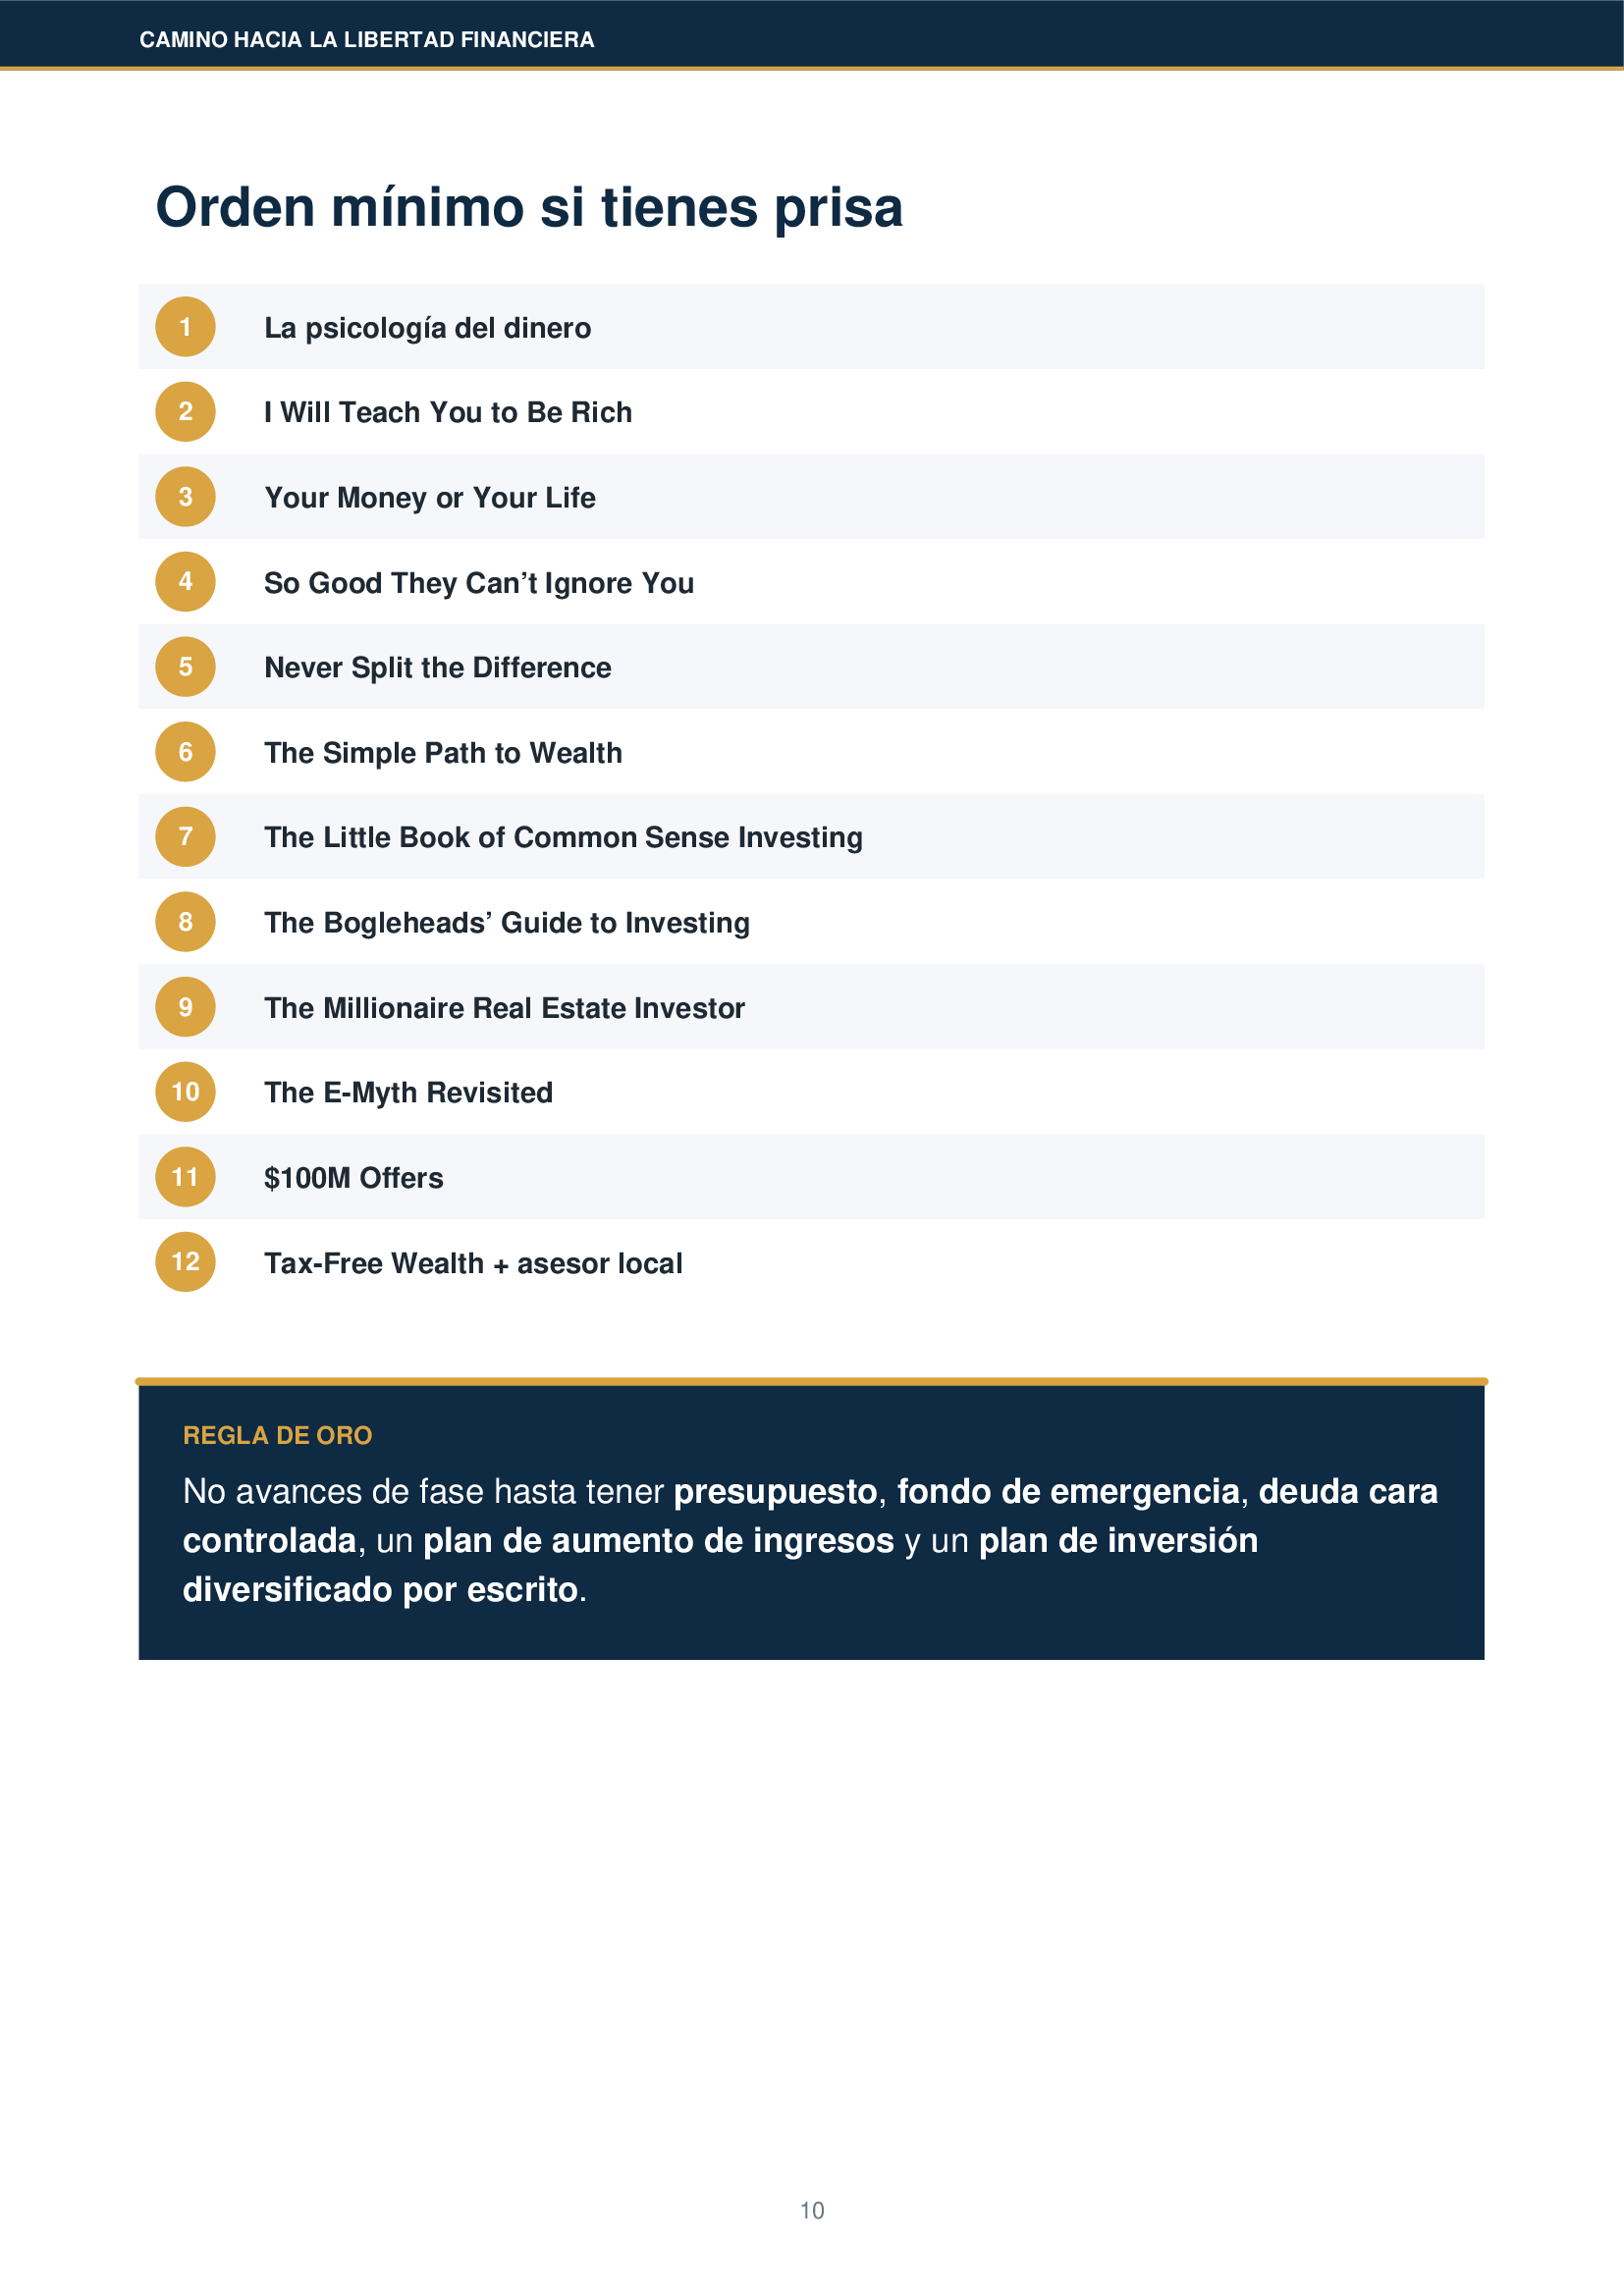 CAMINO HACIA LA LIBERTAD FINANCIERA
Orden mínimo si tienes prisa
1 La psicología del dinero
2 I Will Teach You to Be Rich
3 Your Money or Your Life
4 So Good They Can’t Ignore You
5 Never Split the Difference
6 The Simple Path to Wealth
7 The Little Book of Common Sense Investing
8 The Bogleheads’ Guide to Investing
9 The Millionaire Real Estate Investor
10 The E-Myth Revisited
11 $100M Offers
12 Tax-Free Wealth + asesor local
REGLA DE ORO
No avances de fase hasta tener presupuesto, fondo de emergencia, deuda cara
controlada, un plan de aumento de ingresos y un plan de inversión
diversificado por escrito.
10